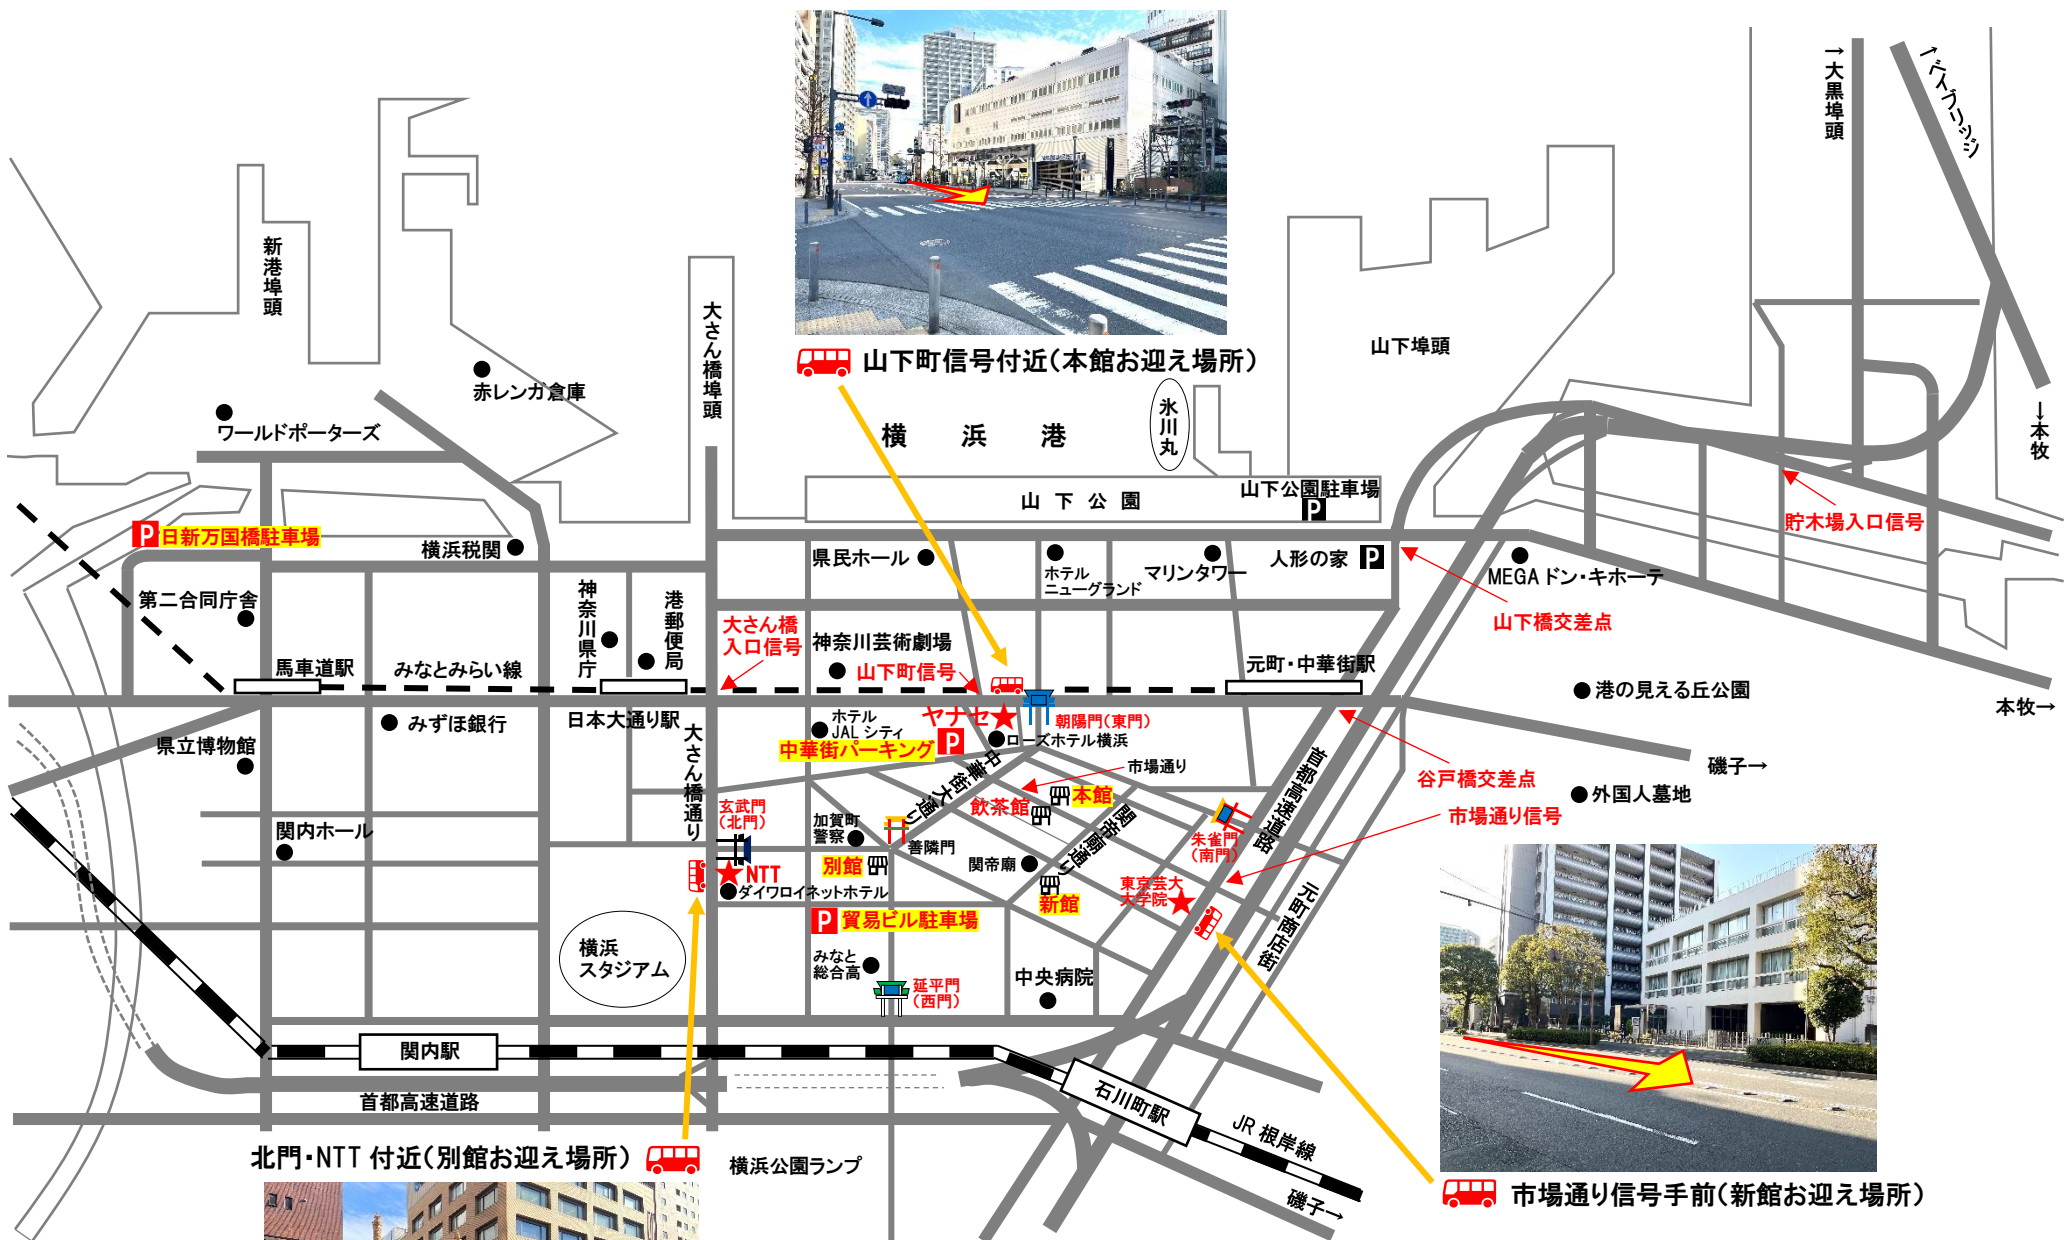 →大黒埠頭
→ベイブリッジ
新港埠頭
大さん橋埠頭
山下町信号付近(本館お迎え場所)
山下埠頭
赤レンガ倉庫
ワールドポーターズ
横 浜 港
氷川丸
→本牧
山 下 公 園
山下公園駐車場
P
貯木場入口信号
P
日新万国橋駐車場
横浜税関
県民ホール
ホテル
ニューグランド
マリンタワー
人形の家
P
MEGAドン・キホーテ
第二合同庁舎
神奈川県庁
港郵便局
大さん橋
入口信号
神奈川芸術劇場
山下橋交差点
馬車道駅
みなとみらい線
山下町信号
元町・中華街駅
港の見える丘公園
本牧→
みずほ銀行
日本大通り駅
ホテル
JALシティ
ヤナセ
朝陽門(東門)
県立博物館
大さん橋通り
中華街パーキング
P
ローズホテル横浜
中華街大通り
市場通り
首都高速道路
磯子→
谷戸橋交差点
飲茶館
本館
外国人墓地
関内ホール
玄武門
(北門)
加賀町
警察
善隣門
関帝廟通り
朱雀門
(南門)
市場通り信号
別館
関帝廟
NTT
ダイワロイネットホテル
新館
東京芸大
大学院
元町商店街
P
貿易ビル駐車場
横浜
スタジアム
みなと
総合高
延平門
(西門)
中央病院
関内駅
首都高速道路
石川町駅
JR 根岸線
北門・NTT 付近(別館お迎え場所)
横浜公園ランプ
磯子→
市場通り信号手前(新館お迎え場所)